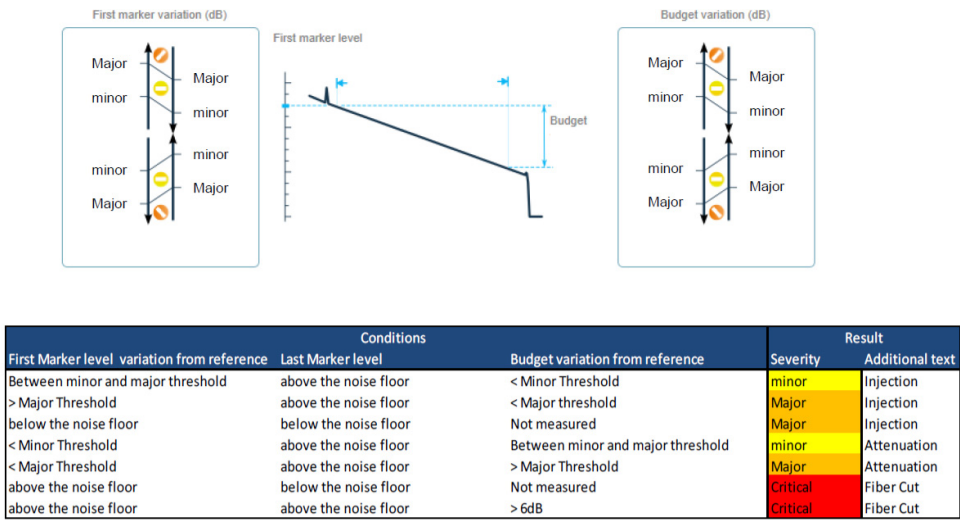 First marker variation (dB)
Major
minor
Major
minor
minor
Major
minor
Major
First marker level
Budget
Budget variation (dB)
Major
minor
Major
minor
minor
Major
minor
Major
Conditions Result
First Marker level variation from reference Last Marker level Budget variation from reference Severity Additional text
Between minor and major threshold above the noise floor < Minor Threshold minor Injection
> Major Threshold above the noise floor < Major threshold Major Injection
below the noise floor below the noise floor Not measured Major Injection
< Minor Threshold above the noise floor Between minor and major threshold minor Attenuation
< Major Threshold above the noise floor > Major Threshold Major Attenuation
above the noise floor below the noise floor Not measured Critical Fiber Cut
above the noise floor above the noise floor > 6dB Critical Fiber Cut